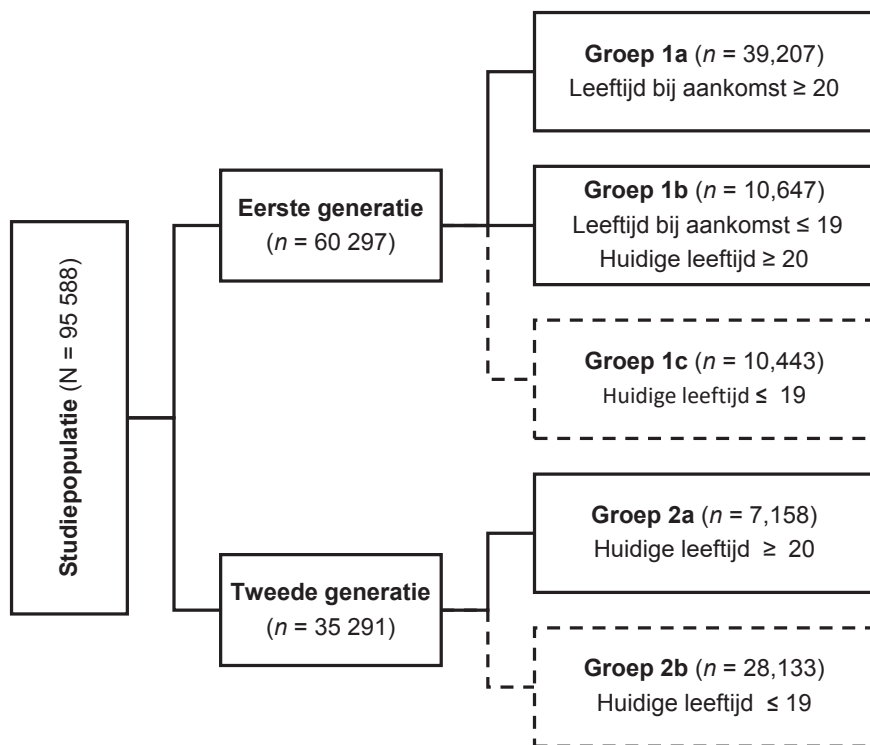 Studiepopulatie (N = 95 588)
Eerste generatie
(n = 60 297)
Groep 1a (n = 39,207)
Leeftijd bij aankomst ≥ 20
Groep 1b (n = 10,647)
Leeftijd bij aankomst ≤ 19
Huidige leeftijd ≥ 20
Groep 1c (n = 10,443)
Huidige leeftijd ≤ 19
Tweede generatie
(n = 35 291)
Groep 2a (n = 7,158)
Huidige leeftijd ≥ 20
Groep 2b (n = 28,133)
Huidige leeftijd ≤ 19